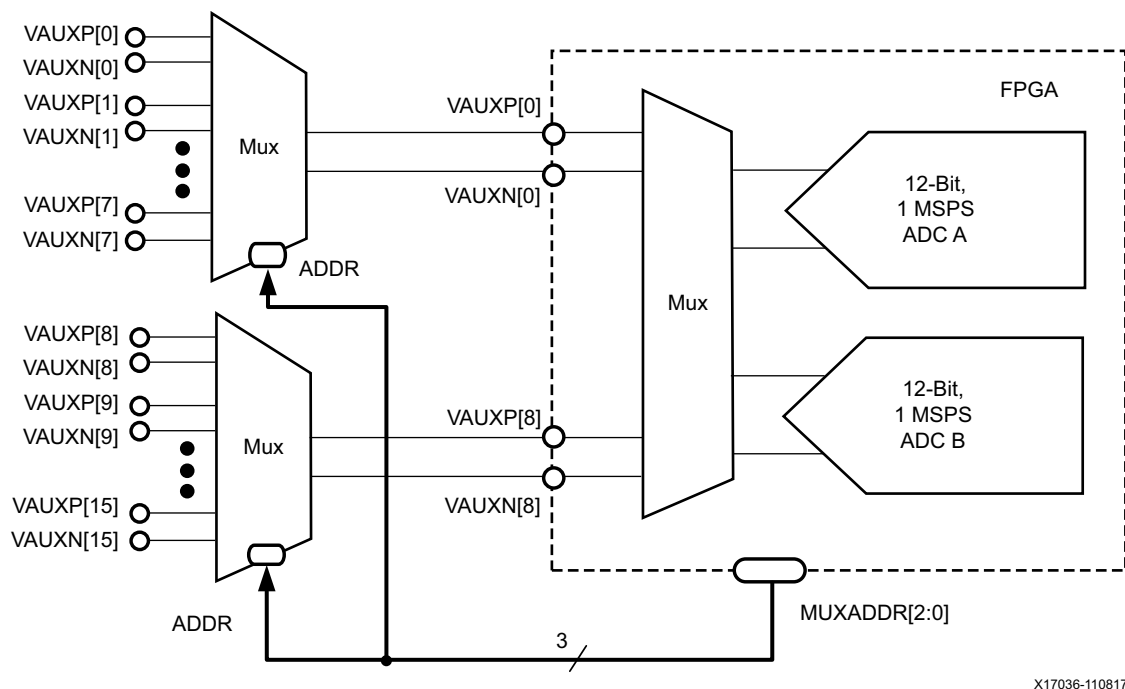 VAUXP[0]
VAUXN[0]
VAUXP[1]
VAUXN[1]
VAUXP[7]
VAUXN[7]
Mux
ADDR
VAUXP[8]
VAUXN[8]
VAUXP[9]
VAUXN[9]
VAUXP[15]
VAUXN[15]
Mux
ADDR
VAUXP[0]
VAUXN[0]
VAUXP[8]
VAUXN[8]
FPGA
Mux
12-Bit,
1 MSPS
ADC A
12-Bit,
1 MSPS
ADC B
MUXADDR[2:0]
3
X17036-110817